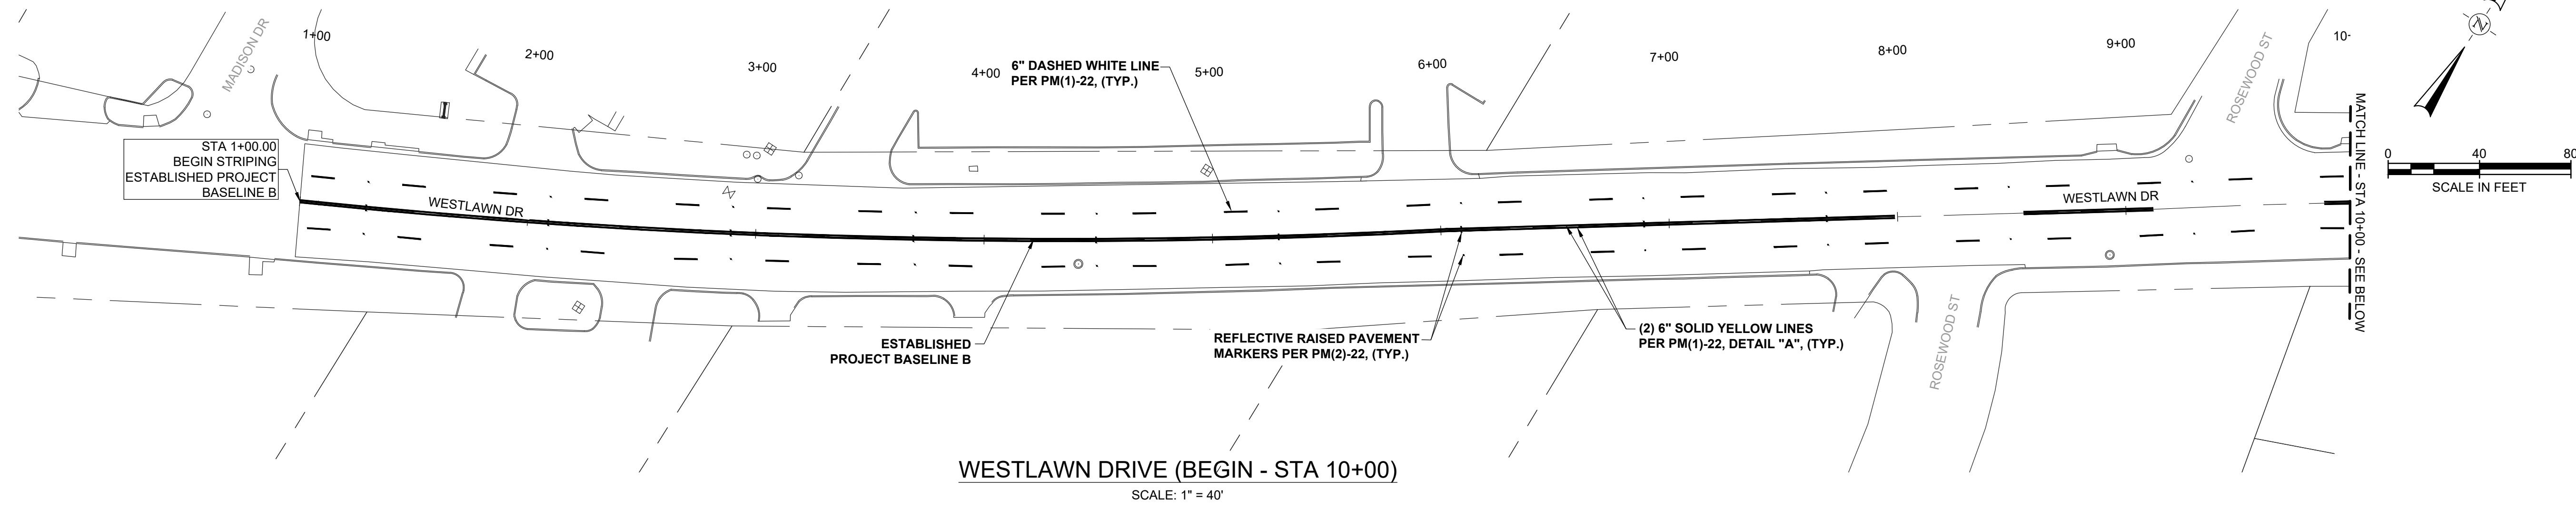 MADISON DR
1+00
2+00
3+00
4+00
5+00
6+00
7+00
8+00
9+00
10-
N
6" DASHED WHITE LINE
PER PM(1)-22, (TYP.)
ROSEWOOD ST
STA 1+00.00
BEGIN STRIPING
ESTABLISHED PROJECT
BASELINE B
WESTLAWN DR
WESTLAWN DR
MATCH LINE - STA 10+00 - SEE BELOW
0 40 80
SCALE IN FEET
ESTABLISHED
PROJECT BASELINE B
REFLECTIVE RAISED PAVEMENT
MARKERS PER PM(2)-22, (TYP.)
(2) 6" SOLID YELLOW LINES
PER PM(1)-22, DETAIL "A", (TYP.)
ROSEWOOD ST
WESTLAWN DRIVE (BEGIN - STA 10+00)
SCALE: 1" = 40'